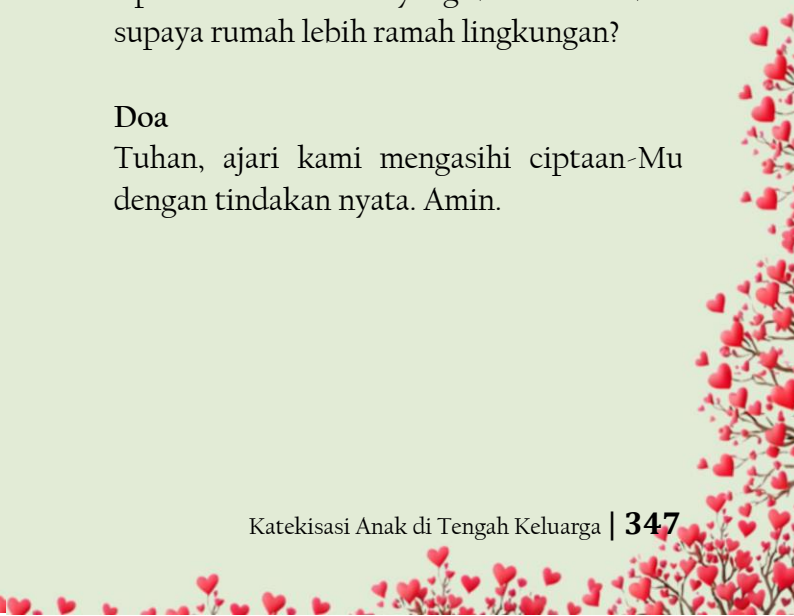 supaya rumah lebih ramah lingkungan?
Doa
Tuhan, ajari kami mengasihi ciptaan-Mu
dengan tindakan nyata. Amin.
Katekisasi Anak di Tengah Keluarga | 347